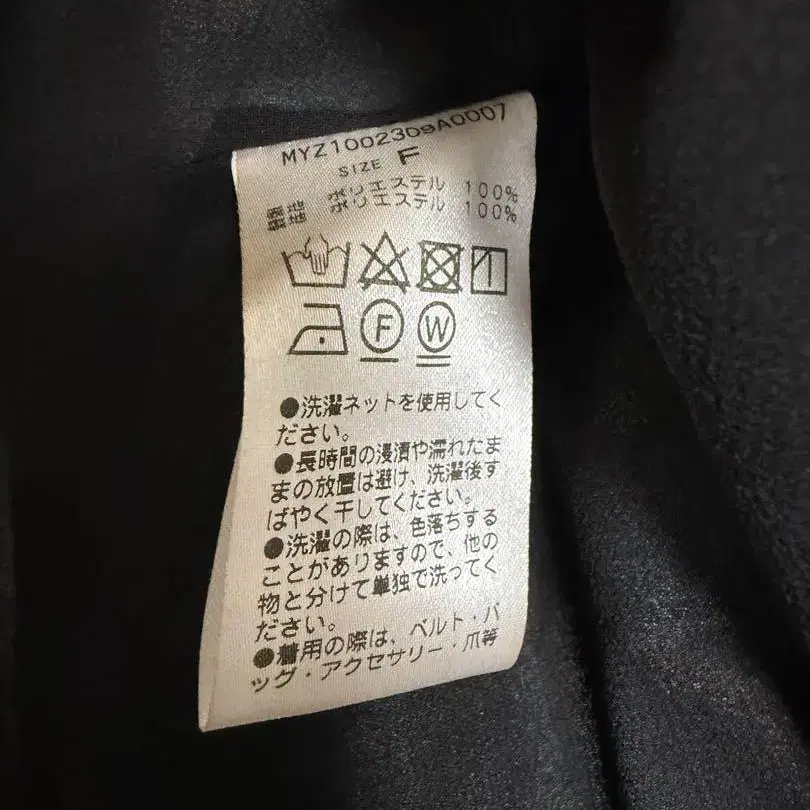 MYZ1002309A0007
SIZE F
ポリエステル 100%
ポリエステル 100%
F W
●洗濯ネットを使用してく
ださい。
●長時間の浸漬や濡れたま
まの放置は避け、洗濯後す
ばやく干してください。
●洗濯の際は、色落ちする
ことがありますので、他の
物と分けて単独で洗ってく
ださい。
●着用の際は、ベルト・バ
ッグ・アクセサリー・爪等